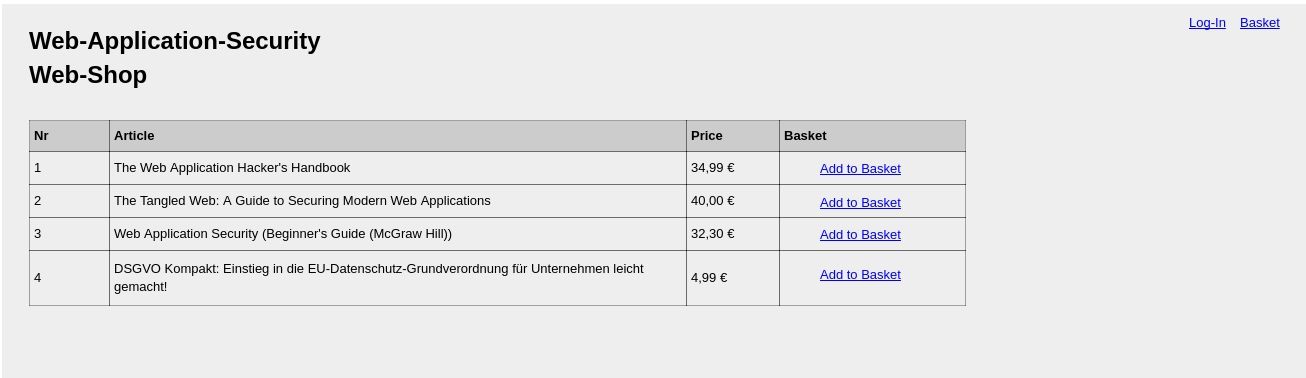 Log-In Basket
Web-Application-Security
Web-Shop
Nr Article Price Basket
1 The Web Application Hacker's Handbook 34,99 € Add to Basket
2 The Tangled Web: A Guide to Securing Modern Web Applications 40,00 € Add to Basket
3 Web Application Security (Beginner's Guide (McGraw Hill)) 32,30 € Add to Basket
4 DSGVO Kompakt: Einstieg in die EU-Datenschutz-Grundverordnung für Unternehmen leicht
gemacht! 4,99 € Add to Basket